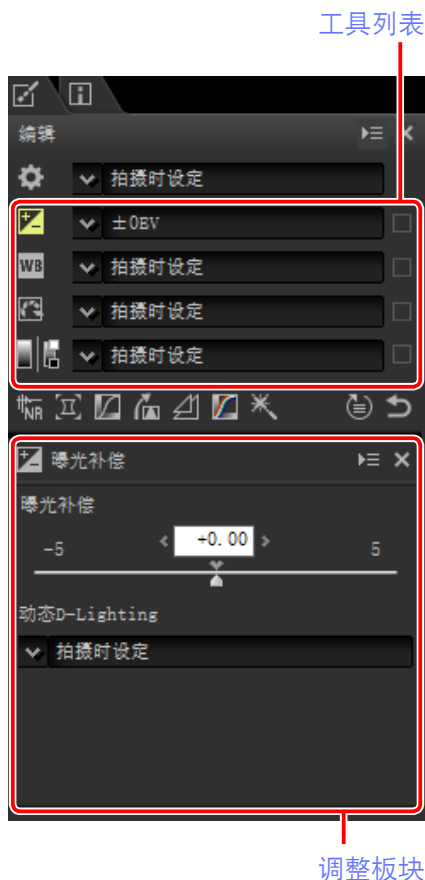 工具列表
编辑
拍摄时设定
±0EV
WB 拍摄时设定
拍摄时设定
拍摄时设定
NR
曝光补偿
曝光补偿
-5 +0.00 5
动态D-Lighting
拍摄时设定
调整板块